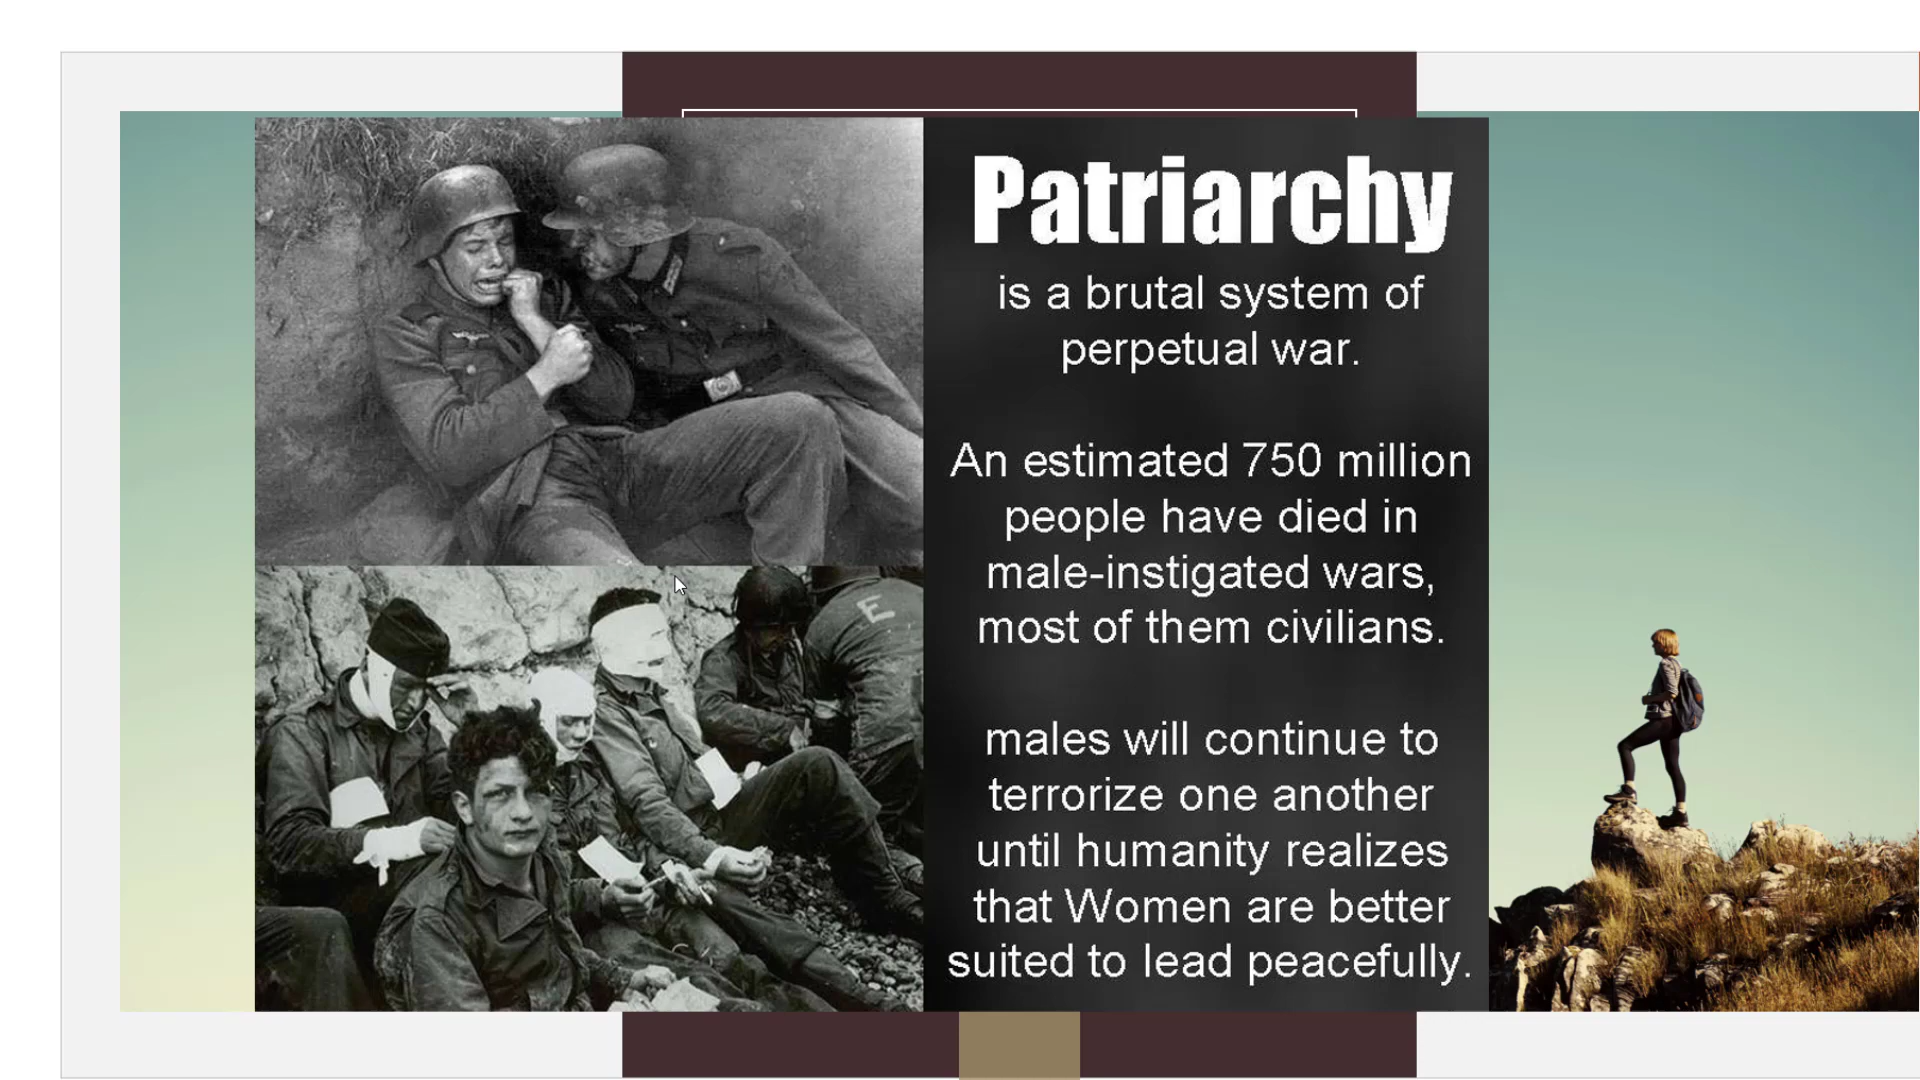 Patriarchy
is a brutal system of
perpetual war.
An estimated 750 million
people have died in
male-instigated wars,
most of them civilians.
males will continue to
terrorize one another
until humanity realizes
that Women are better
suited to lead peacefully.
E